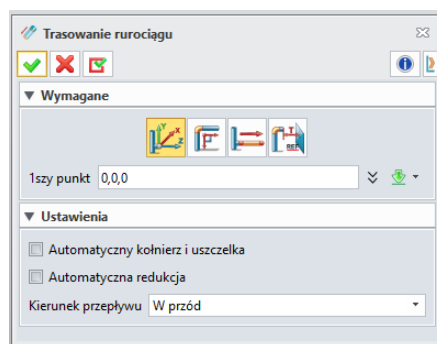 Trasowanie rurociągu
Wymagane
1szy punkt 0,0,0
Ustawienia
Automatyczny kołnierz i uszczelka
Automatyczna redukcja
Kierunek przepływu W przód